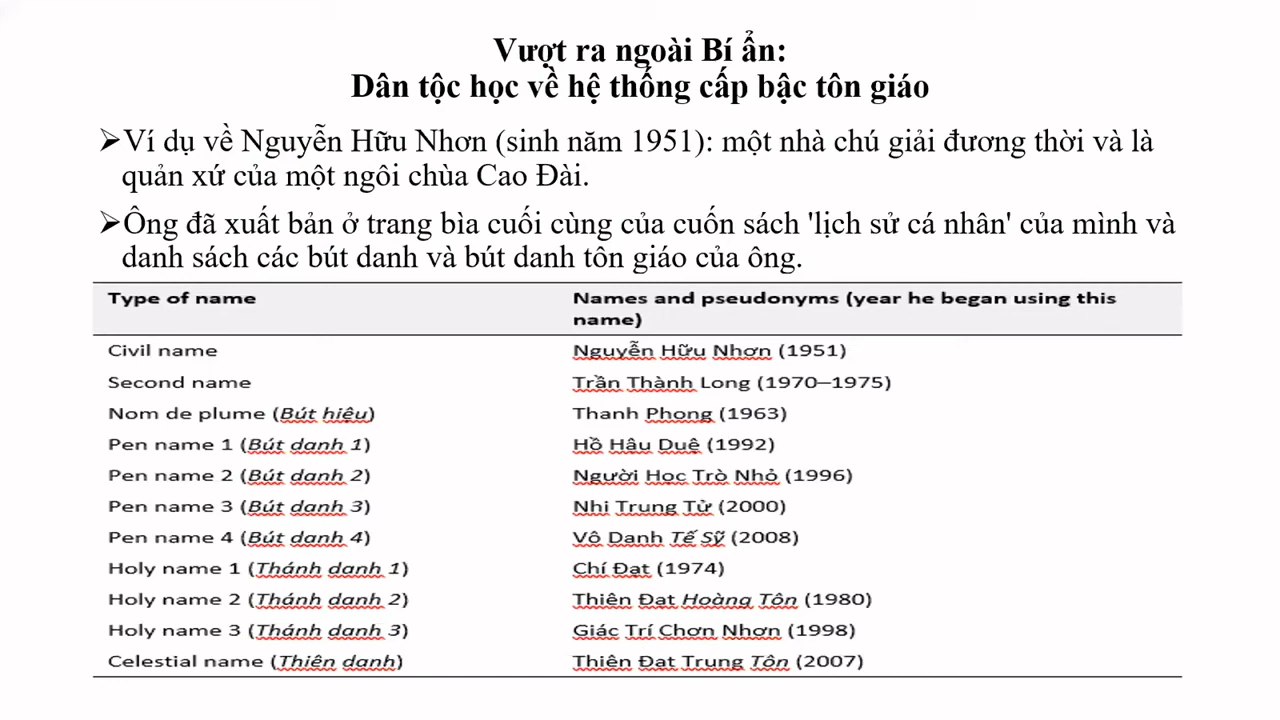 Vượt ra ngoài Bí ẩn:
Dân tộc học về hệ thống cấp bậc tôn giáo
➢Ví dụ về Nguyễn Hữu Nhơn (sinh năm 1951): một nhà chú giải đương thời và là
quản xứ của một ngôi chùa Cao Đài.
➢Ông đã xuất bản ở trang bìa cuối cùng của cuốn sách 'lịch sử cá nhân' của mình và
danh sách các bút danh và bút danh tôn giáo của ông.
Type of name Names and pseudonyms (year he began using this
name)
Civil name Nguyễn Hữu Nhơn (1951)
Second name Trần Thành Long (1970–1975)
Nom de plume (Bút hiệu) Thanh Phong (1963)
Pen name 1 (Bút danh 1) Hồ Hậu Duệ (1992)
Pen name 2 (Bút danh 2) Người Học Trò Nhỏ (1996)
Pen name 3 (Bút danh 3) Nhi Trung Tử (2000)
Pen name 4 (Bút danh 4) Vô Danh Tế Sỹ (2008)
Holy name 1 (Thánh danh 1) Chí Đạt (1974)
Holy name 2 (Thánh danh 2) Thiên Đạt Hoàng Tôn (1980)
Holy name 3 (Thánh danh 3) Giác Trí Chơn Nhơn (1998)
Celestial name (Thiên danh) Thiên Đạt Trung Tôn (2007)